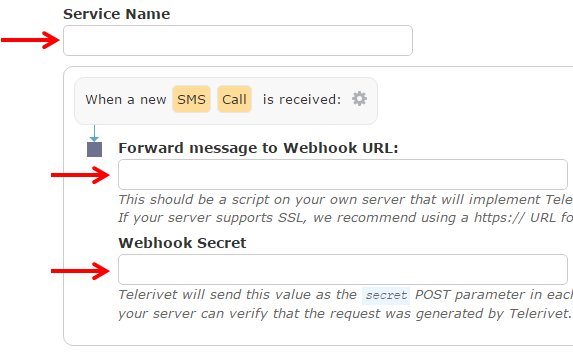 Service Name
When a new SMS Call is received:
Forward message to Webhook URL:
This should be a script on your own server that will implement Tele
If your server supports SSL, we recommend using a https:// URL fo
Webhook Secret
Telerivet will send this value as the secret POST parameter in eac
your server can verify that the request was generated by Telerivet.